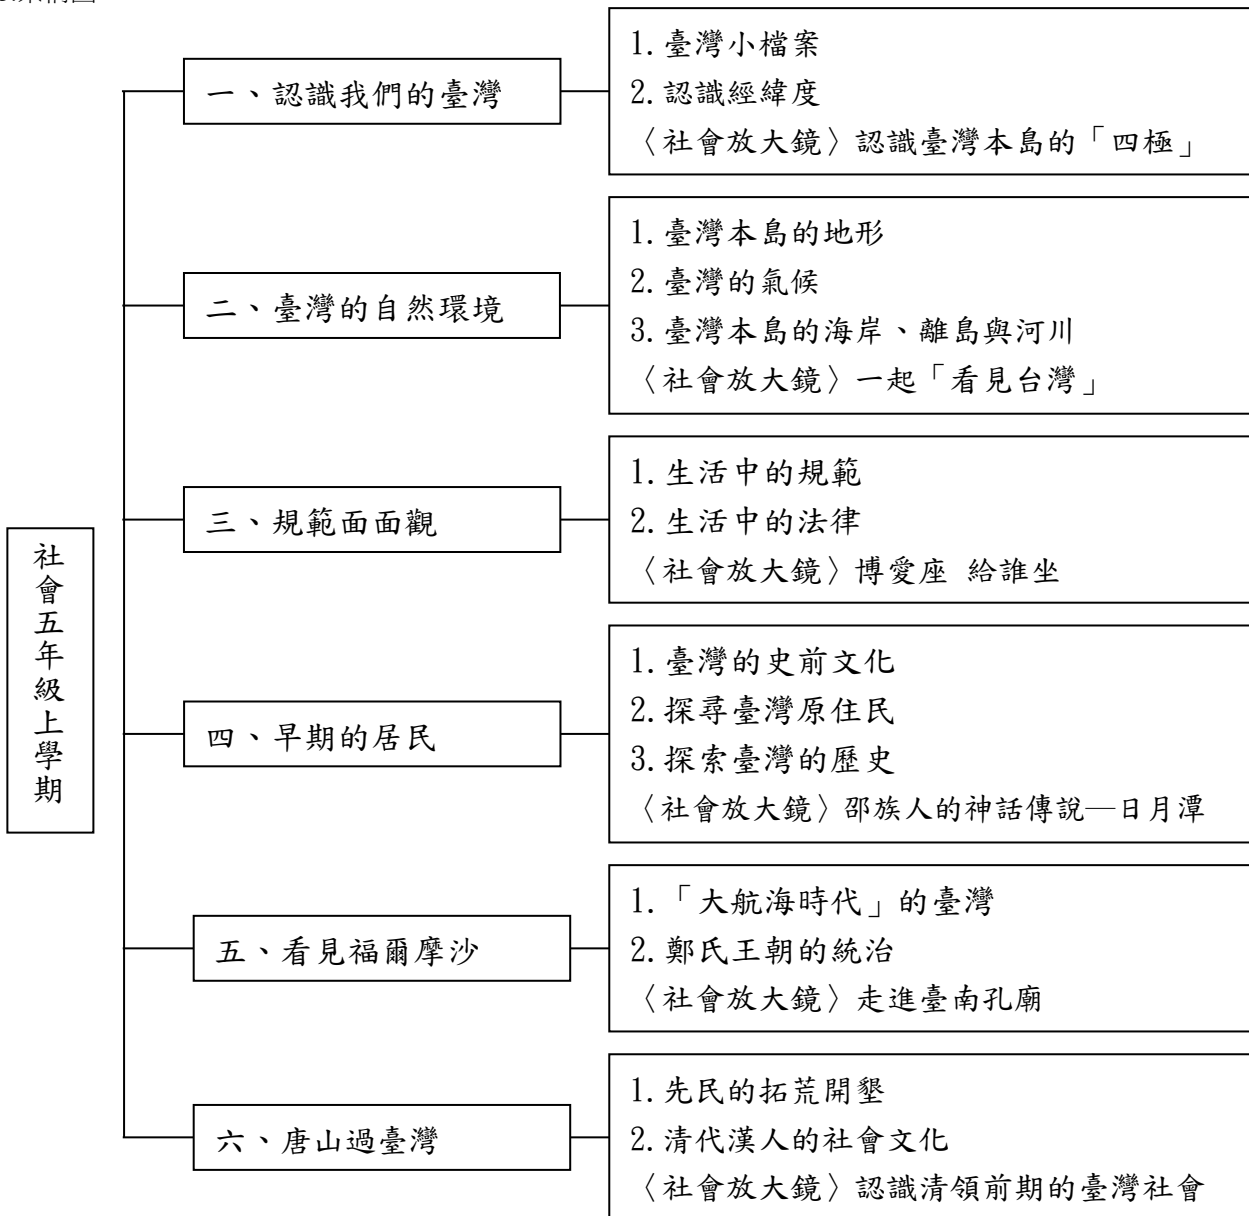 社會五年級上學期
一、認識我們的臺灣
1.臺灣小檔案
2.認識經緯度
〈社會放大鏡〉認識臺灣本島的「四極」
二、臺灣的自然環境
1.臺灣本島的地形
2.臺灣的氣候
3.臺灣本島的海岸、離島與河川
〈社會放大鏡〉一起「看見台灣」
三、規範面面觀
1.生活中的規範
2.生活中的法律
〈社會放大鏡〉博愛座 給誰坐
四、早期的居民
1.臺灣的史前文化
2.探尋臺灣原住民
3.探索臺灣的歷史
〈社會放大鏡〉邵族人的神話傳說─日月潭
五、看見福爾摩沙
1.「大航海時代」的臺灣
2.鄭氏王朝的統治
〈社會放大鏡〉走進臺南孔廟
六、唐山過臺灣
1.先民的拓荒開墾
2.清代漢人的社會文化
〈社會放大鏡〉認識清領前期的臺灣社會